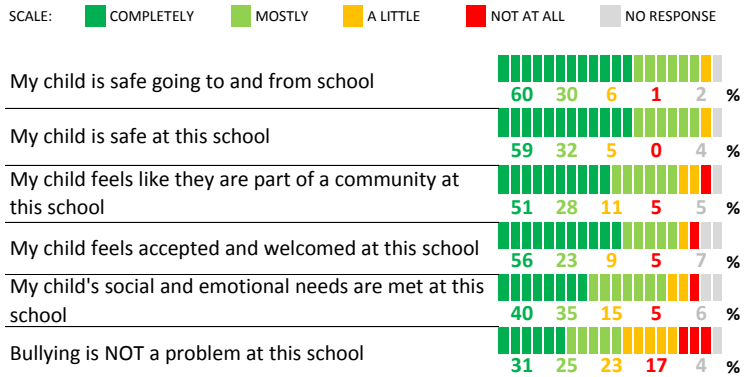 SCALE: COMPLETELY MOSTLY A LITTLE NOT AT ALL NO RESPONSE
My child is safe going to and from school
60 30 6 1 2 %
My child is safe at this school
59 32 5 0 4 %
My child feels like they are part of a community at
this school
51 28 11 5 5 %
My child feels accepted and welcomed at this school
56 23 9 5 7 %
My child's social and emotional needs are met at this
school
40 35 15 5 6 %
Bullying is NOT a problem at this school
31 25 23 17 4 %